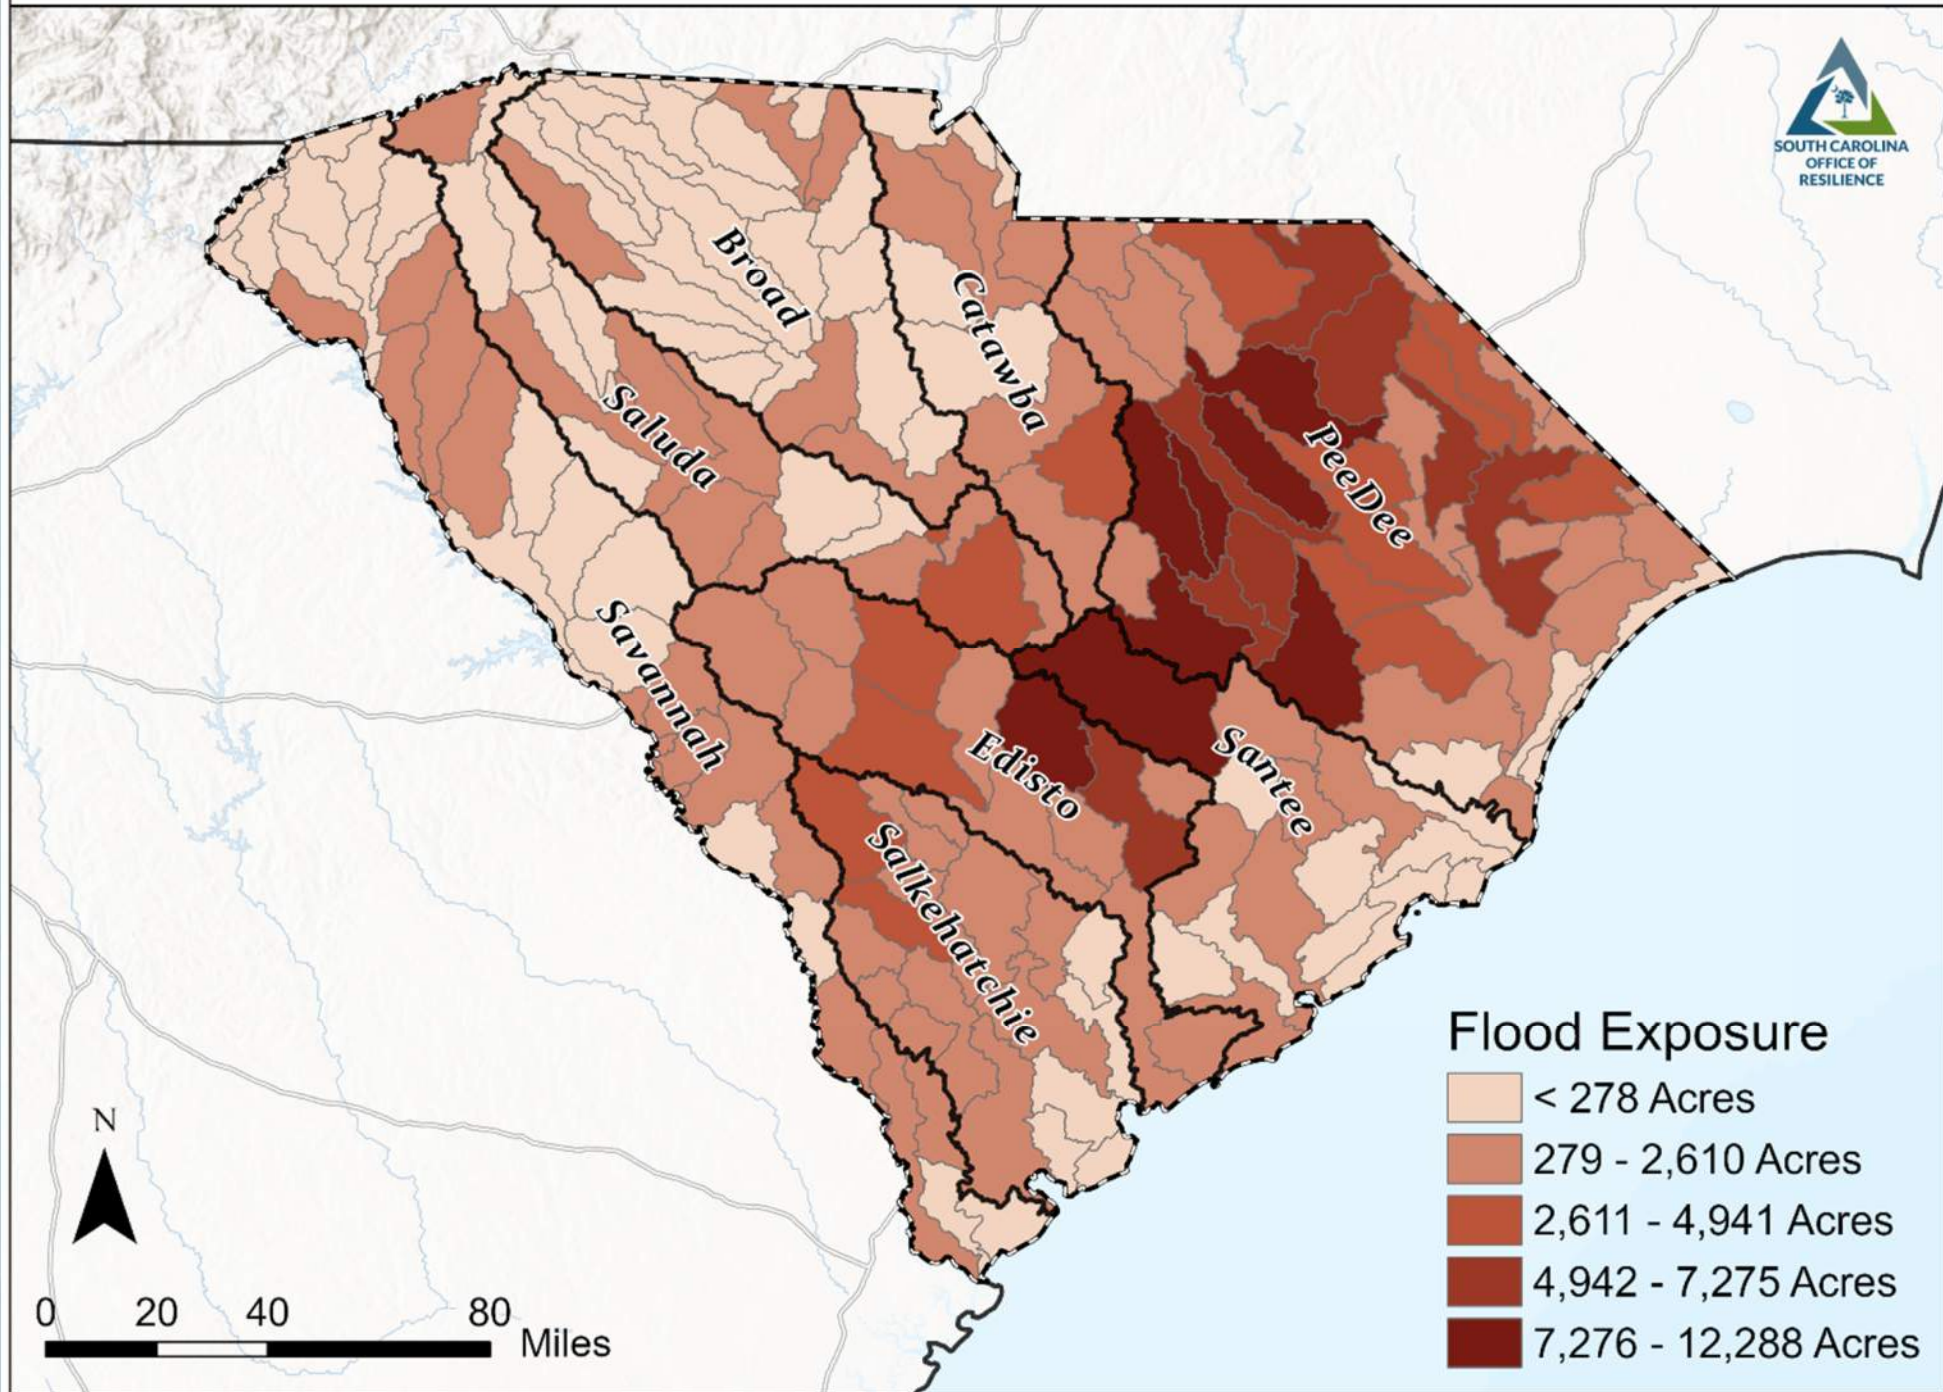 SOUTH CAROLINA
OFFICE OF
RESILIENCE
Broad
Catawba
Saluda
PeeDee
Savannah
Edisto
Santee
Salkehatchie
Flood Exposure
< 278 Acres
279 - 2,610 Acres
2,611 - 4,941 Acres
4,942 - 7,275 Acres
7,276 - 12,288 Acres
N
0 20 40 80
Miles